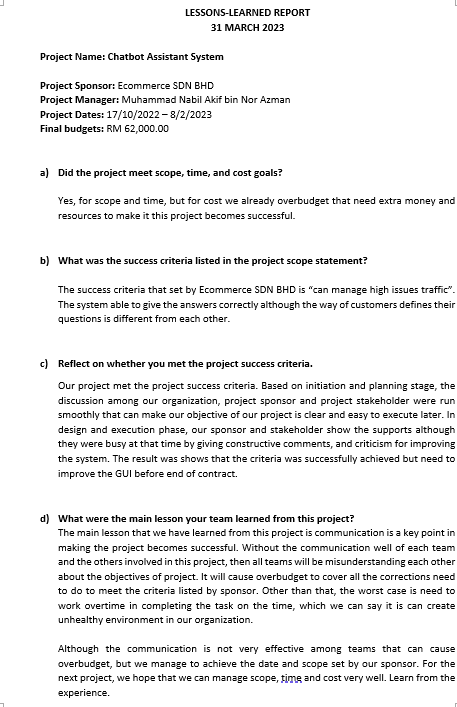 LESSONS-LEARNED REPORT
31 MARCH 2023
Project Name: Chatbot Assistant System
Project Sponsor: Ecommerce SDN BHD
Project Manager: Muhammad Nabil Akif bin Nor Azman
Project Dates: 17/10/2022 – 8/2/2023
Final budgets: RM 62,000.00
a) Did the project meet scope, time, and cost goals?
Yes, for scope and time, but for cost we already overbudget that need extra money and
resources to make it this project becomes successful.
b) What was the success criteria listed in the project scope statement?
The success criteria that set by Ecommerce SDN BHD is “can manage high issues traffic”.
The system able to give the answers correctly although the way of customers defines their
questions is different from each other.
c) Reflect on whether you met the project success criteria.
Our project met the project success criteria. Based on initiation and planning stage, the
discussion among our organization, project sponsor and project stakeholder were run
smoothly that can make our objective of our project is clear and easy to execute later. In
design and execution phase, our sponsor and stakeholder show the supports although
they were busy at that time by giving constructive comments, and criticism for improving
the system. The result was shows that the criteria was successfully achieved but need to
improve the GUI before end of contract.
d) What were the main lesson your team learned from this project?
The main lesson that we have learned from this project is communication is a key point in
making the project becomes successful. Without the communication well of each team
and the others involved in this project, then all teams will be misunderstanding each other
about the objectives of project. It will cause overbudget to cover all the corrections need
to do to meet the criteria listed by sponsor. Other than that, the worst case is need to
work overtime in completing the task on the time, which we can say it is can create
unhealthy environment in our organization.
Although the communication is not very effective among teams that can cause
overbudget, but we manage to achieve the date and scope set by our sponsor. For the
next project, we hope that we can manage scope, time and cost very well. Learn from the
experience.